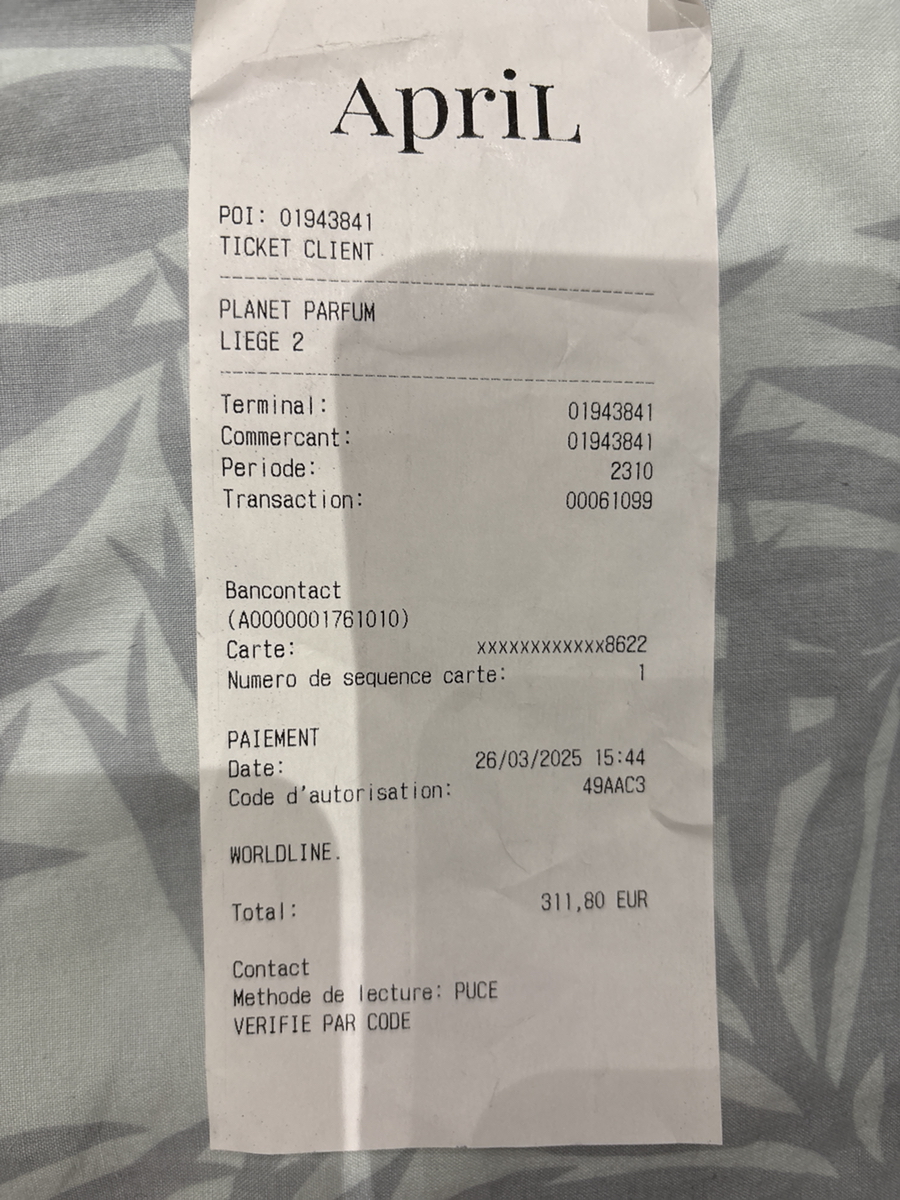 ApriL
POI: 01943841
TICKET CLIENT
PLANET PARFUM
LIEGE 2
Terminal: 01943841
Commercant: 01943841
Periode: 2310
Transaction: 00061099
Bancontact
(A0000001761010)
Carte: xxxxxxxxxxxx8622
Numero de sequence carte: 1
PAIEMENT
Date: 26/03/2025 15:44
Code d'autorisation: 49AAC3
WORLDLINE.
Total: 311,80 EUR
Contact
Methode de lecture: PUCE
VERIFIE PAR CODE